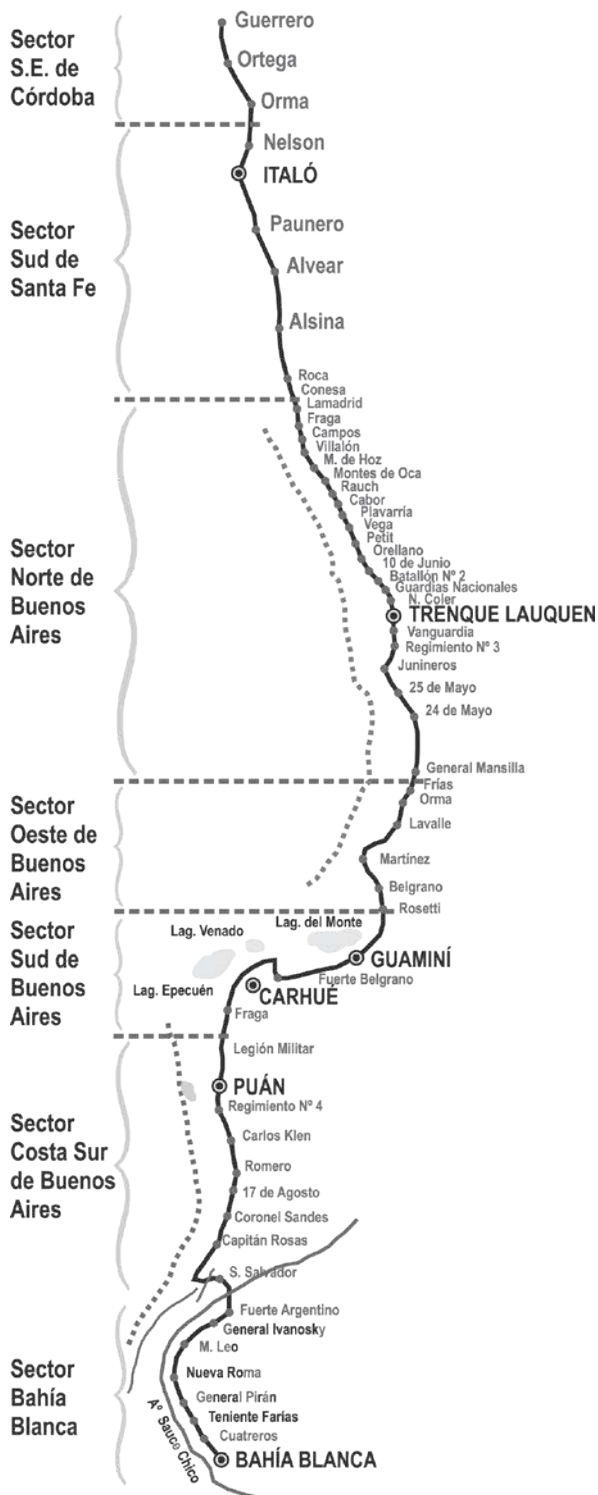 Sector
S.E. de
Córdoba
Guerrero
Ortega
Orma
Sector
Sud de
Santa Fe
Nelson
ITALÓ
Paunero
Alvear
Alsina
Roca
Conesa
Sector
Norte de
Buenos
Aires
Lamadrid
Fraga
Campos
Villalón
M. de Hoz
Montes de Oca
Rauch
Cabor
Plavarría
Vega
Petit
Orellano
10 de Junio
Batallón Nº 2
Guardias Nacionales
N. Coler
TRENQUE LAUQUEN
Vanguardia
Regimiento Nº 3
Junineros
25 de Mayo
24 de Mayo
General Mansilla
Sector
Oeste de
Buenos
Aires
Frías
Orma
Lavalle
Martínez
Belgrano
Rosetti
Sector
Sud de
Buenos
Aires
Lag. Venado
Lag. del Monte
GUAMINÍ
Fuerte Belgrano
Lag. Epecuén
CARHUÉ
Fraga
Sector
Costa Sur
de Buenos
Aires
Legión Militar
PUÁN
Regimiento Nº 4
Carlos Klen
Romero
17 de Agosto
Coronel Sandes
Capitán Rosas
S. Salvador
Sector
Bahía
Blanca
Fuerte Argentino
General Ivanosky
M. Leo
Nueva Roma
General Pirán
Teniente Farías
Cuatreros
BAHÍA BLANCA
Aº Sauce Chico